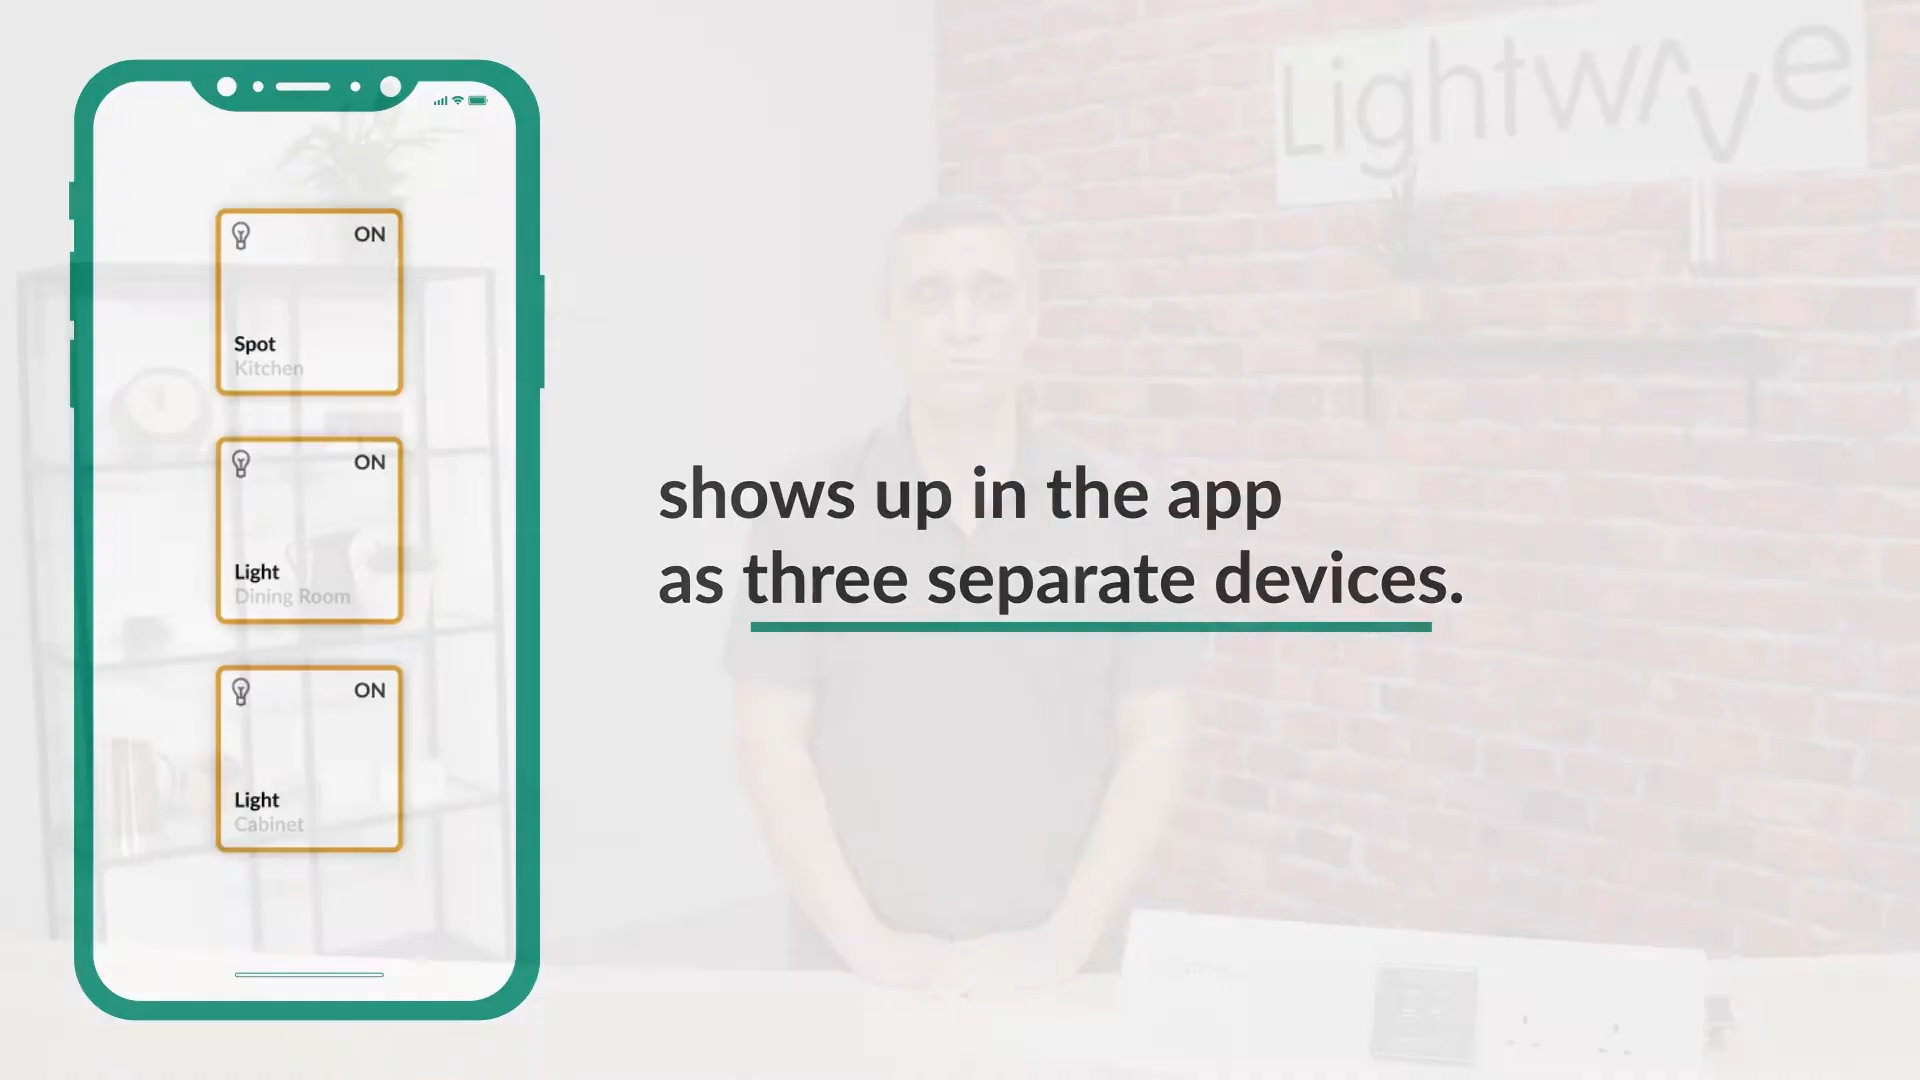 Lightwave
ON
Spot
Kitchen
ON
Light
Dining Room
ON
Light
Cabinet
shows up in the app
as three separate devices.